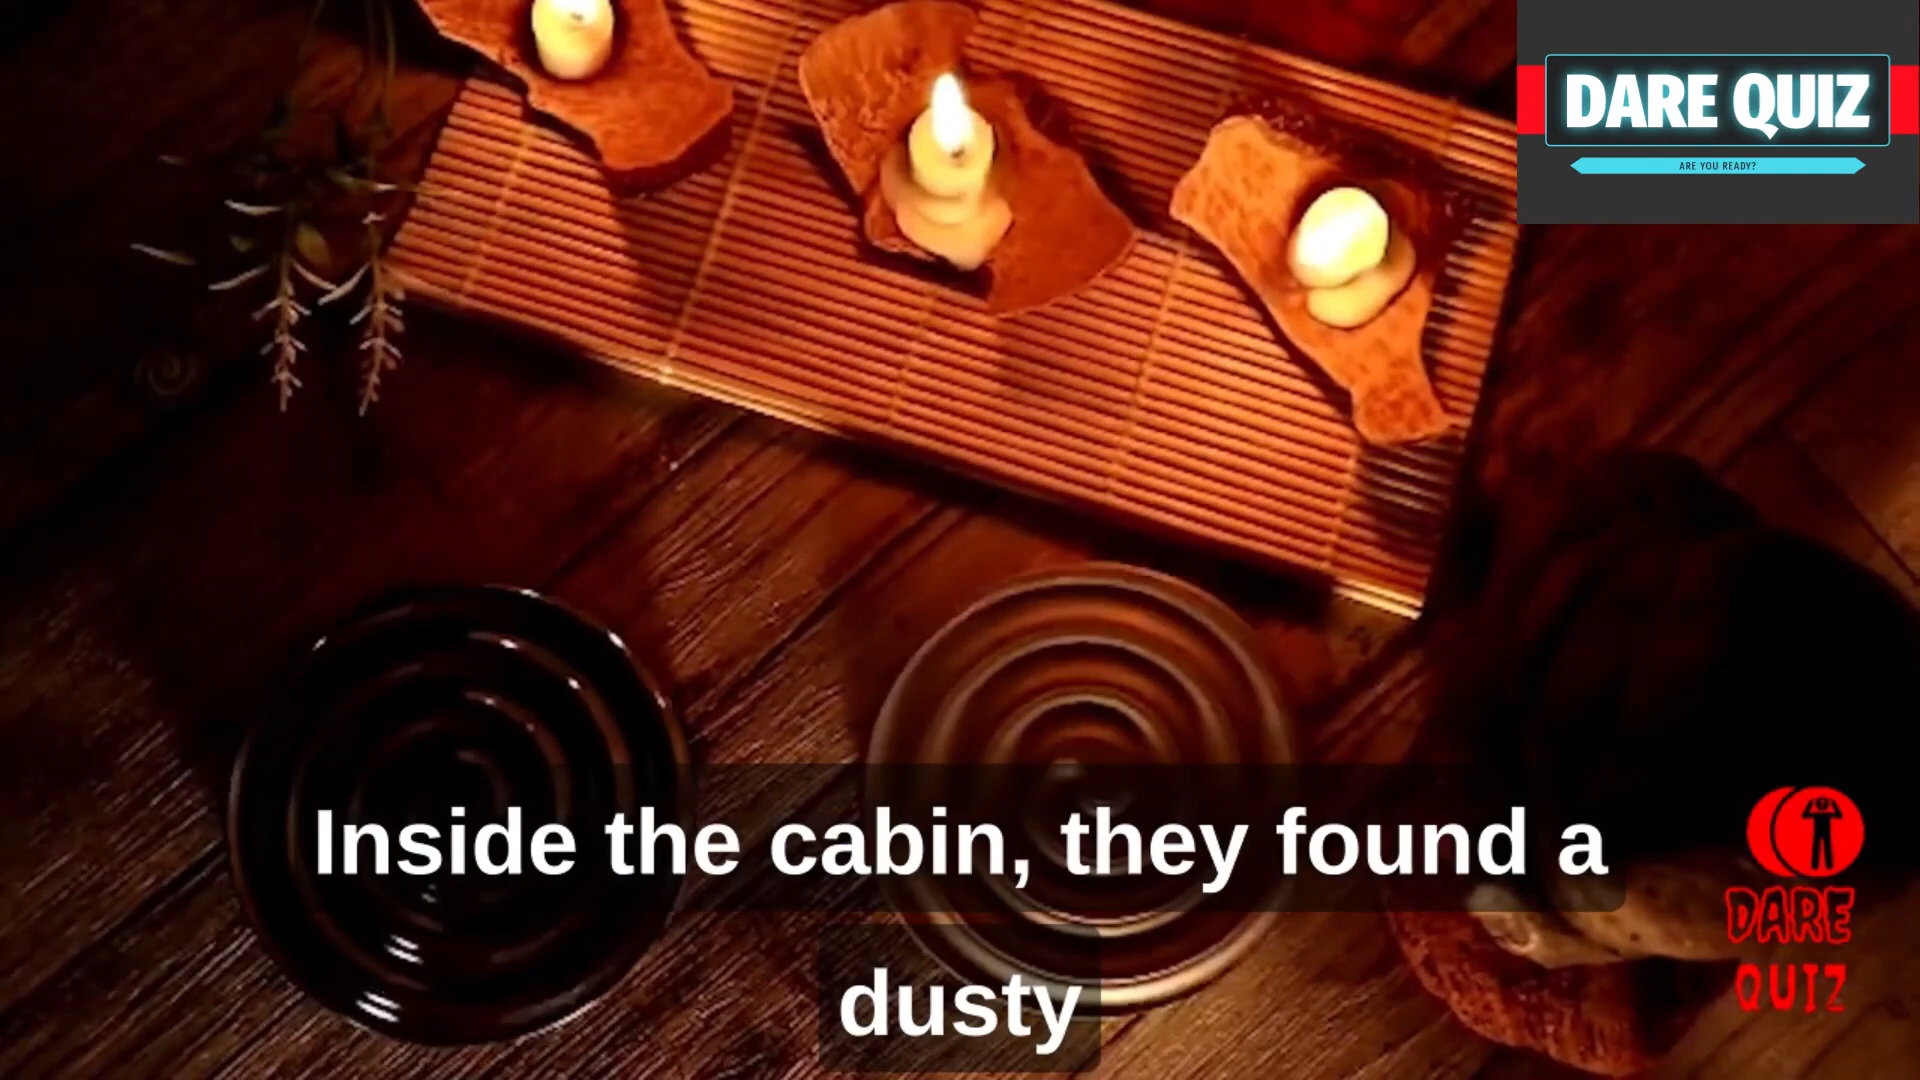 DARE QUIZ
ARE YOU READY?
Inside the cabin, they found a
dusty
DARE
QUIZ